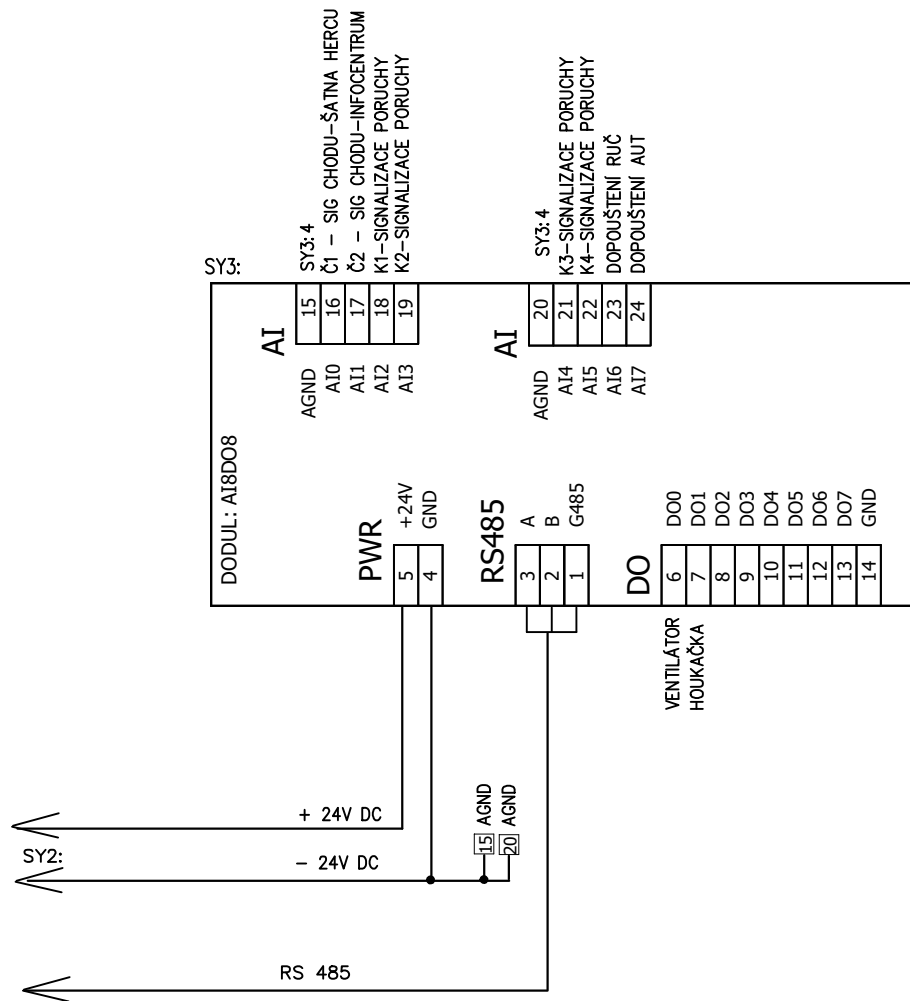 SY3:
DODUL: AI8DO8
AI
15
16
17
18
19
SY3:4
Č1 - SIG CHODU-ŠATNA HERCU
Č2 - SIG CHODU-INFOCENTRUM
K1-SIGNALIZACE PORUCHY
K2-SIGNALIZACE PORUCHY
AGND
AI0
AI1
AI2
AI3
AI
20
21
22
23
24
SY3:4
K3-SIGNALIZACE PORUCHY
K4-SIGNALIZACE PORUCHY
DOPOUŠTENÍ RUČ
DOPOUŠTENÍ AUT
AGND
AI4
AI5
AI6
AI7
PWR
5 +24V
4 GND
RS485
3 A
2 B
1 G485
DO
VENTILÁTOR 6 DO0
HOUKAČKA 7 DO1
8 DO2
9 DO3
10 DO4
11 DO5
12 DO6
13 DO7
14 GND
+ 24V DC
SY2:
- 24V DC
15 AGND
20 AGND
RS 485